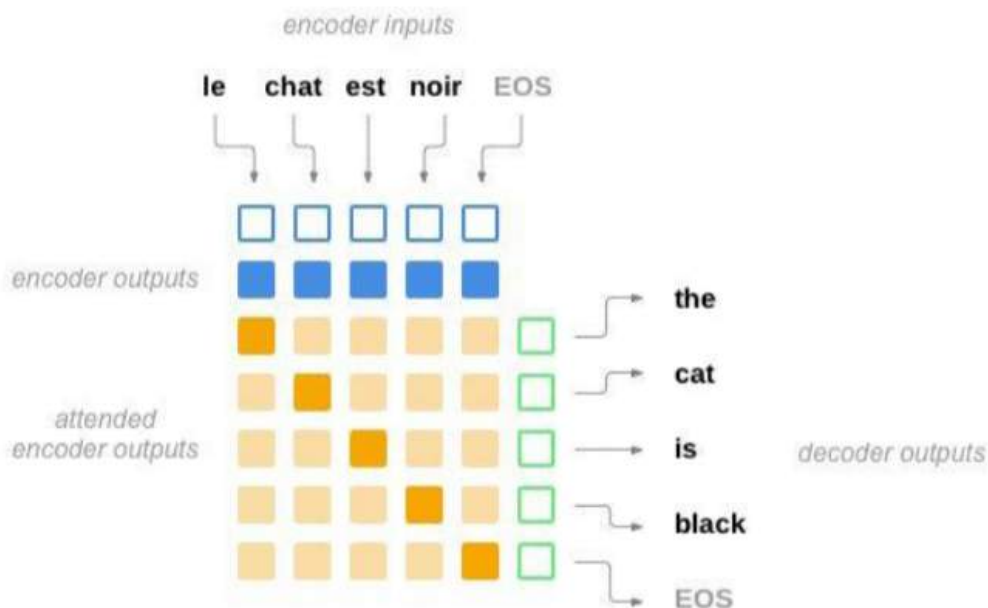 encoder inputs
le chat est noir EOS
encoder outputs
the
cat
attended
encoder outputs
is
decoder outputs
black
EOS